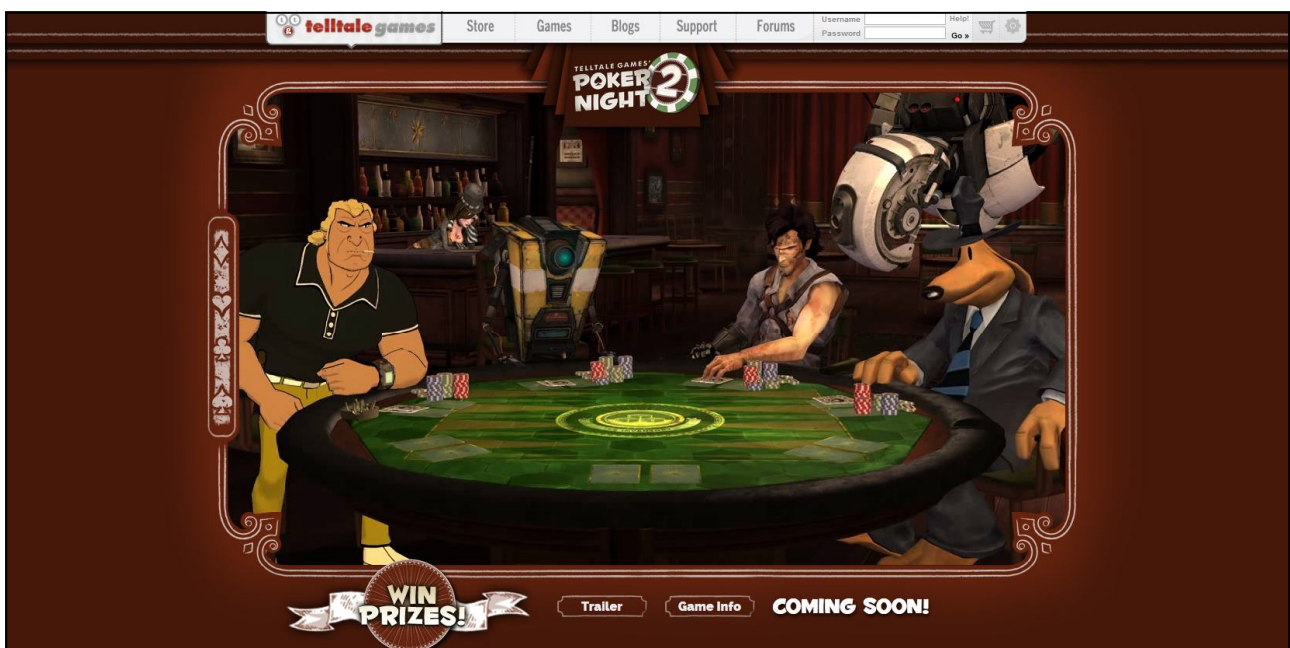 telltale games
Store
Games
Blogs
Support
Forums
Username
Password
Help!
Go »
TELLTALE GAMES'
POKER
NIGHT
2
WIN
PRIZES!
Trailer
Game Info
COMING SOON!